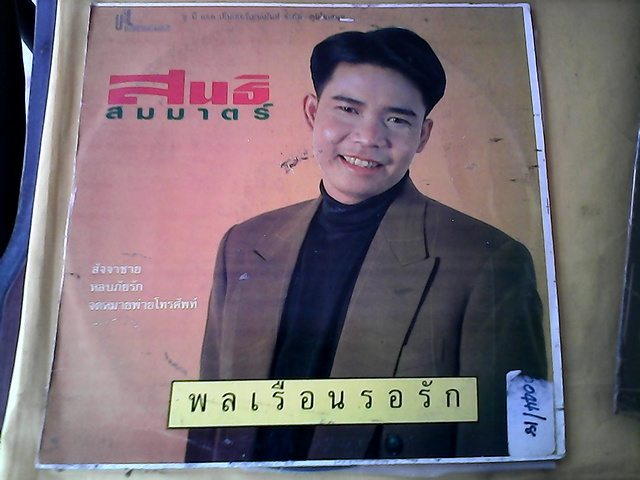 สนธิ
สมมาตร์
สัจจาชาย
หลบภัยรัก
จดหมายพ่ายโทรศัพท์
พลเรือนรอรัก